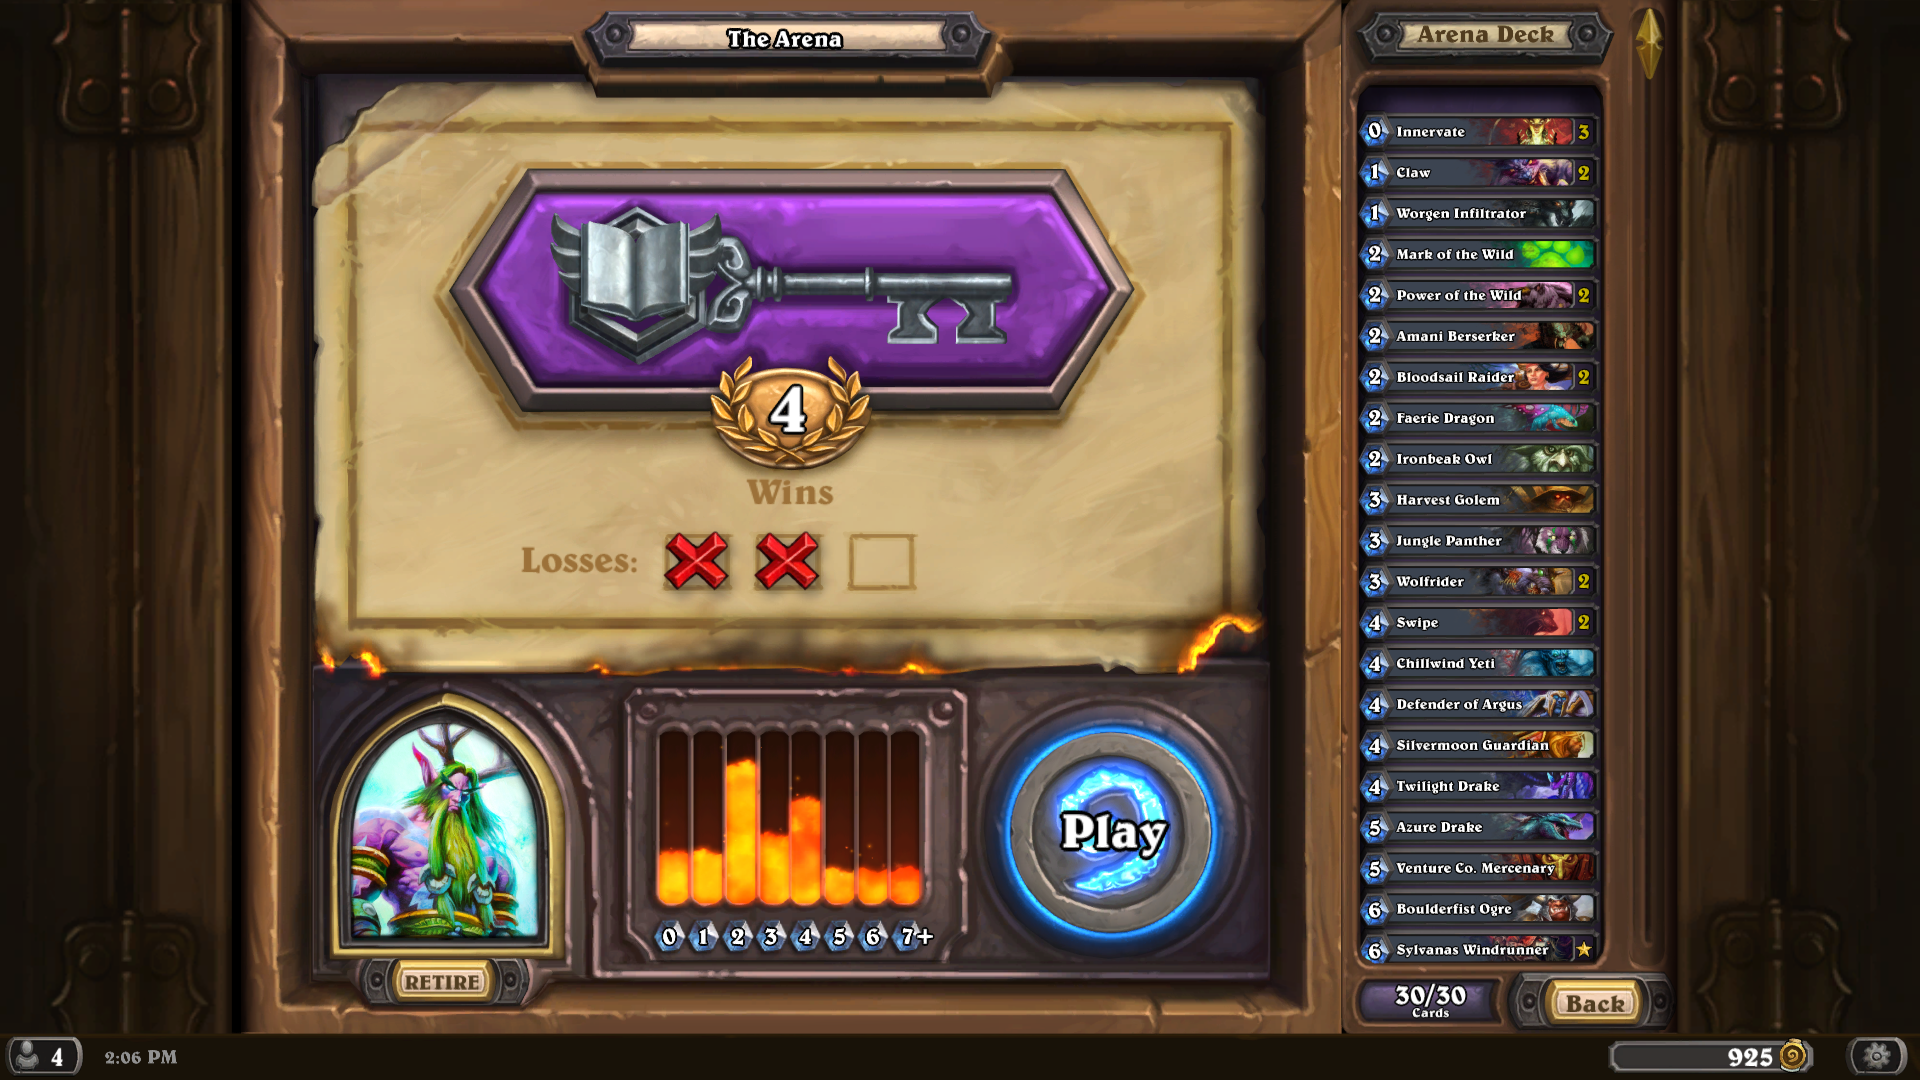 The Arena
4
Wins
Losses:
RETIRE
0 1 2 3 4 5 6 7+
Play
Arena Deck
0 Innervate 3
1 Claw 2
1 Worgen Infiltrator
2 Mark of the Wild
2 Power of the Wild 2
2 Amani Berserker
2 Bloodsail Raider 2
2 Faerie Dragon
2 Ironbeak Owl
3 Harvest Golem
3 Jungle Panther
3 Wolfrider 2
4 Swipe 2
4 Chillwind Yeti
4 Defender of Argus
4 Silvermoon Guardian
4 Twilight Drake
5 Azure Drake
5 Venture Co. Mercenary
6 Boulderfist Ogre
6 Sylvanas Windrunner
30/30
Cards
Back
4
2:06 PM
925